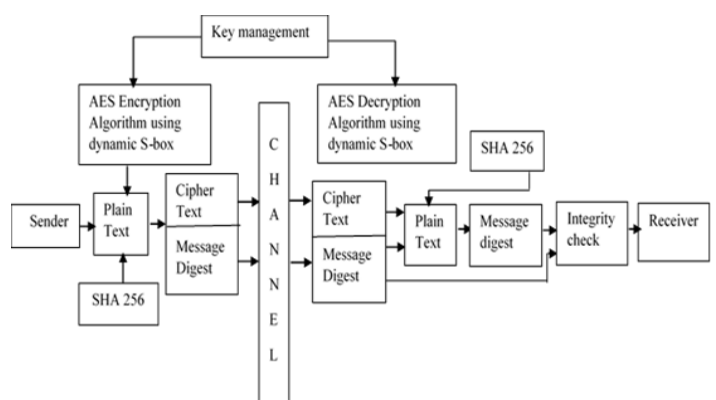 Key management
AES Encryption
Algorithm using
dynamic S-box
AES Decryption
Algorithm using
dynamic S-box
C
H
A
N
N
E
L
SHA 256
Sender
Plain
Text
Cipher
Text
Message
Digest
SHA 256
Cipher
Text
Message
Digest
Plain
Text
Message
digest
Integrity
check
Receiver